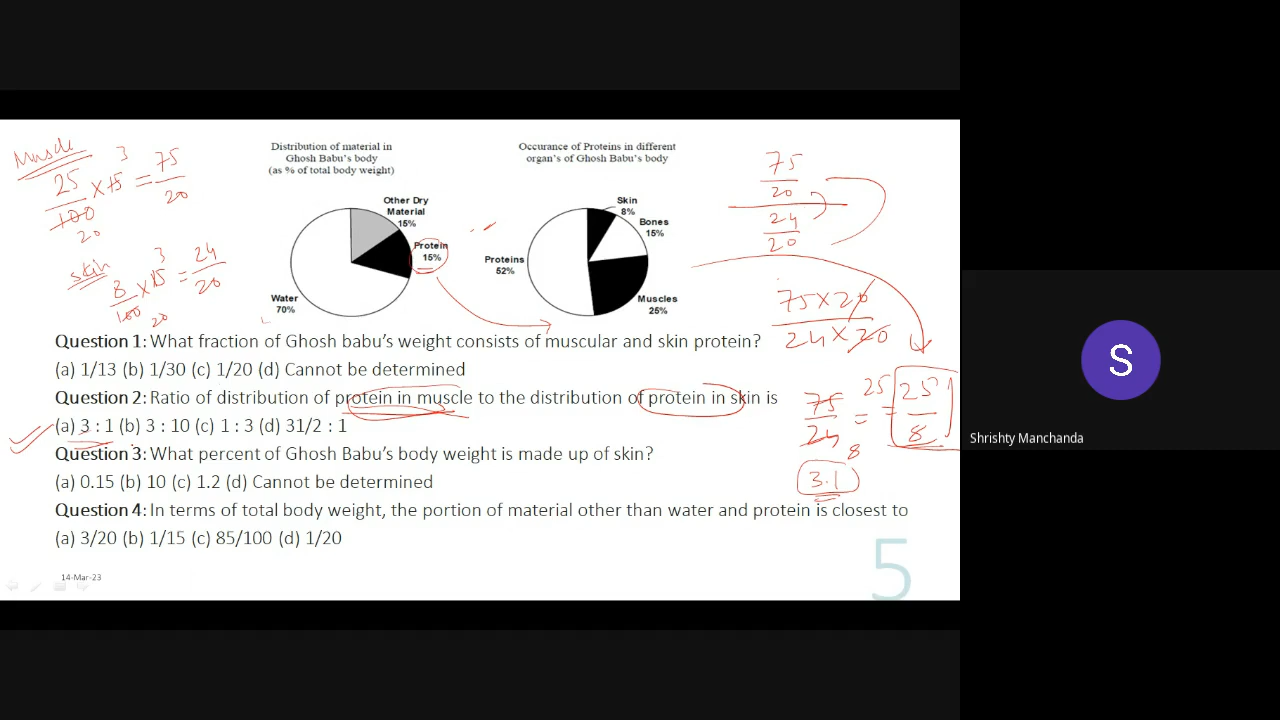 Muscle
25/100 × 15 = 75/20
3
20
skin
8/100 × 15 = 24/20
20
Distribution of material in
Ghosh Babu's body
(as % of total body weight)
Other Dry
Material
15%
Protein
15%
Water
70%
Occurance of Proteins in different
organ's of Ghosh Babu's body
Skin
8%
Bones
15%
Proteins
52%
Muscles
25%
75/20
24/20
75×20
24×20
75/24 = 25/8
25
8
3.1
Question 1: What fraction of Ghosh babu's weight consists of muscular and skin protein?
(a) 1/13 (b) 1/30 (c) 1/20 (d) Cannot be determined
Question 2: Ratio of distribution of protein in muscle to the distribution of protein in skin is
(a) 3 : 1 (b) 3 : 10 (c) 1 : 3 (d) 31/2 : 1
Question 3: What percent of Ghosh Babu's body weight is made up of skin?
(a) 0.15 (b) 10 (c) 1.2 (d) Cannot be determined
Question 4: In terms of total body weight, the portion of material other than water and protein is closest to
(a) 3/20 (b) 1/15 (c) 85/100 (d) 1/20
14-Mar-23
5
S
Shrishty Manchanda